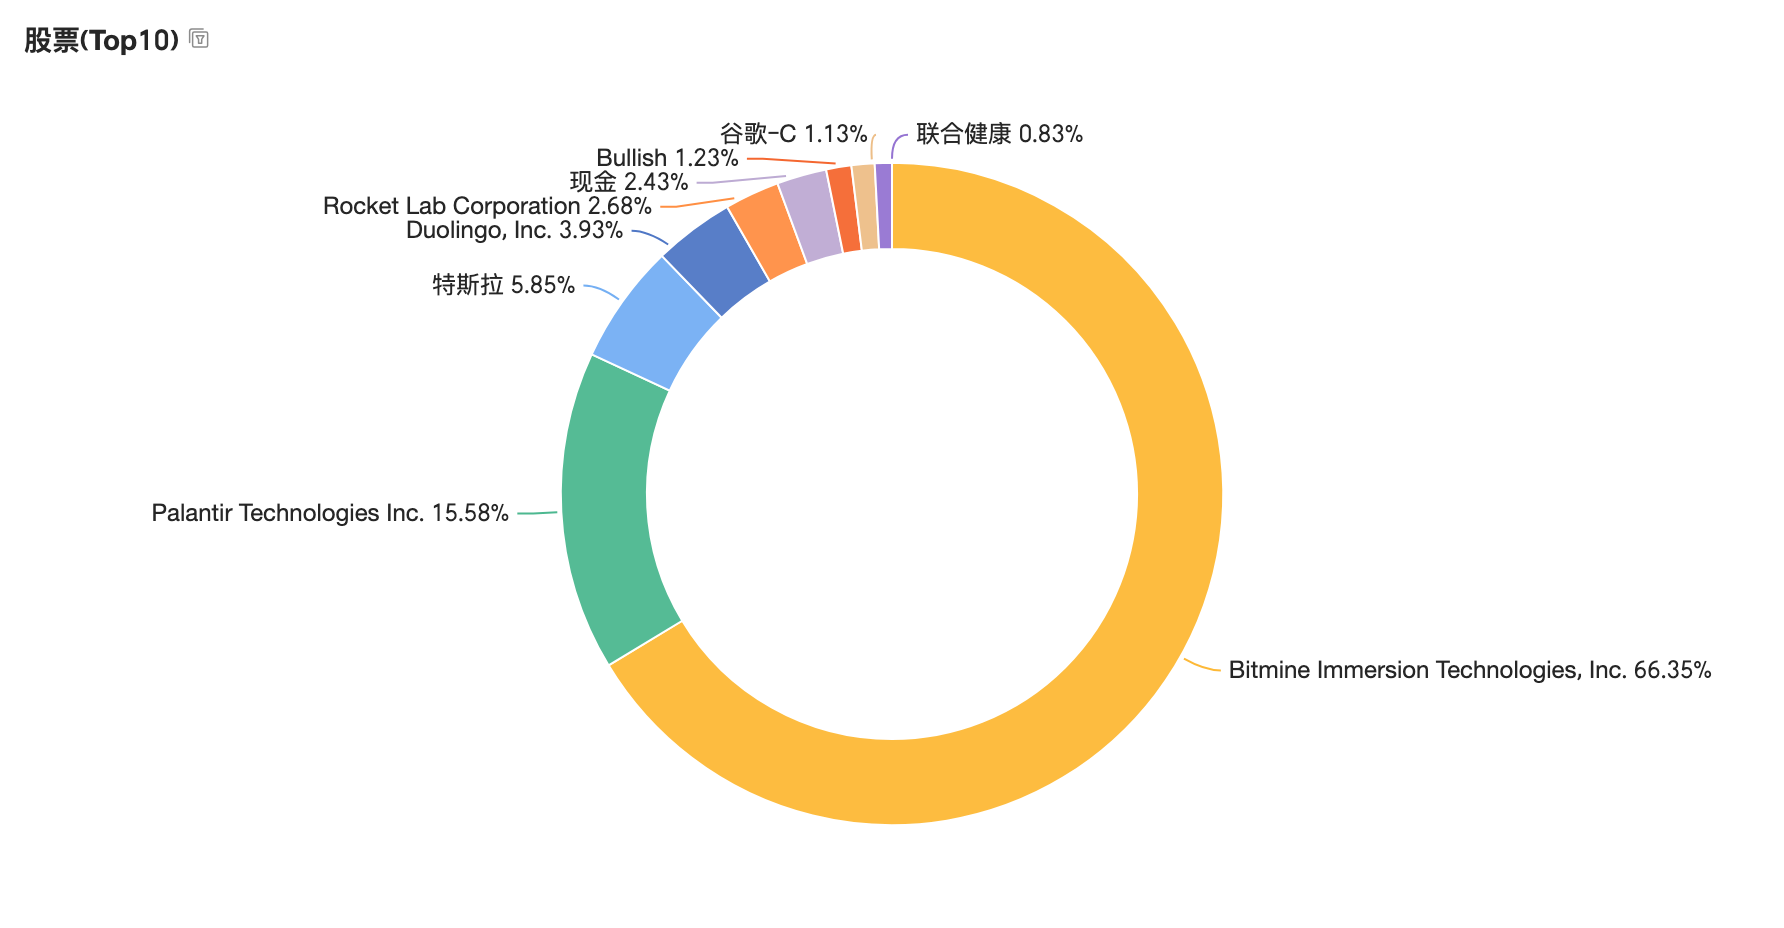 股票(Top10)
谷歌-C 1.13%
联合健康 0.83%
Bullish 1.23%
现金 2.43%
Rocket Lab Corporation 2.68%
Duolingo, Inc. 3.93%
特斯拉 5.85%
Palantir Technologies Inc. 15.58%
Bitmine Immersion Technologies, Inc. 66.35%